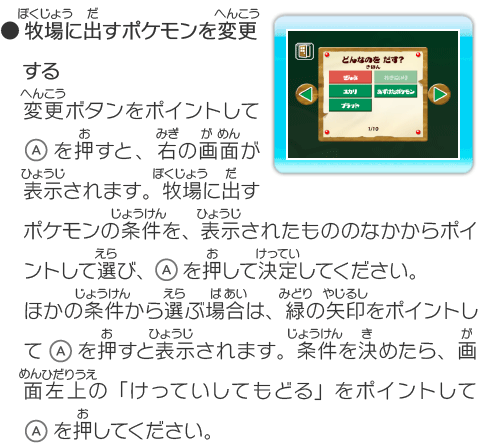 ● 牧場に出すポケモンを変更
する
変更ボタンをポイントして
Ⓐを押すと、右の画面が
表示されます。牧場に出す
ポケモンの条件を、表示されたもののなかからポイ
ントして選び、Ⓐを押して決定してください。
ほかの条件から選ぶ場合は、緑の矢印をポイントし
てⒶを押すと表示されます。条件を決めたら、画
面左上の「けっていしてもどる」をポイントして
Ⓐを押してください。
どんなのを だす?
きほん
ぜんぶ
ユカリ
プラチナ
1/10